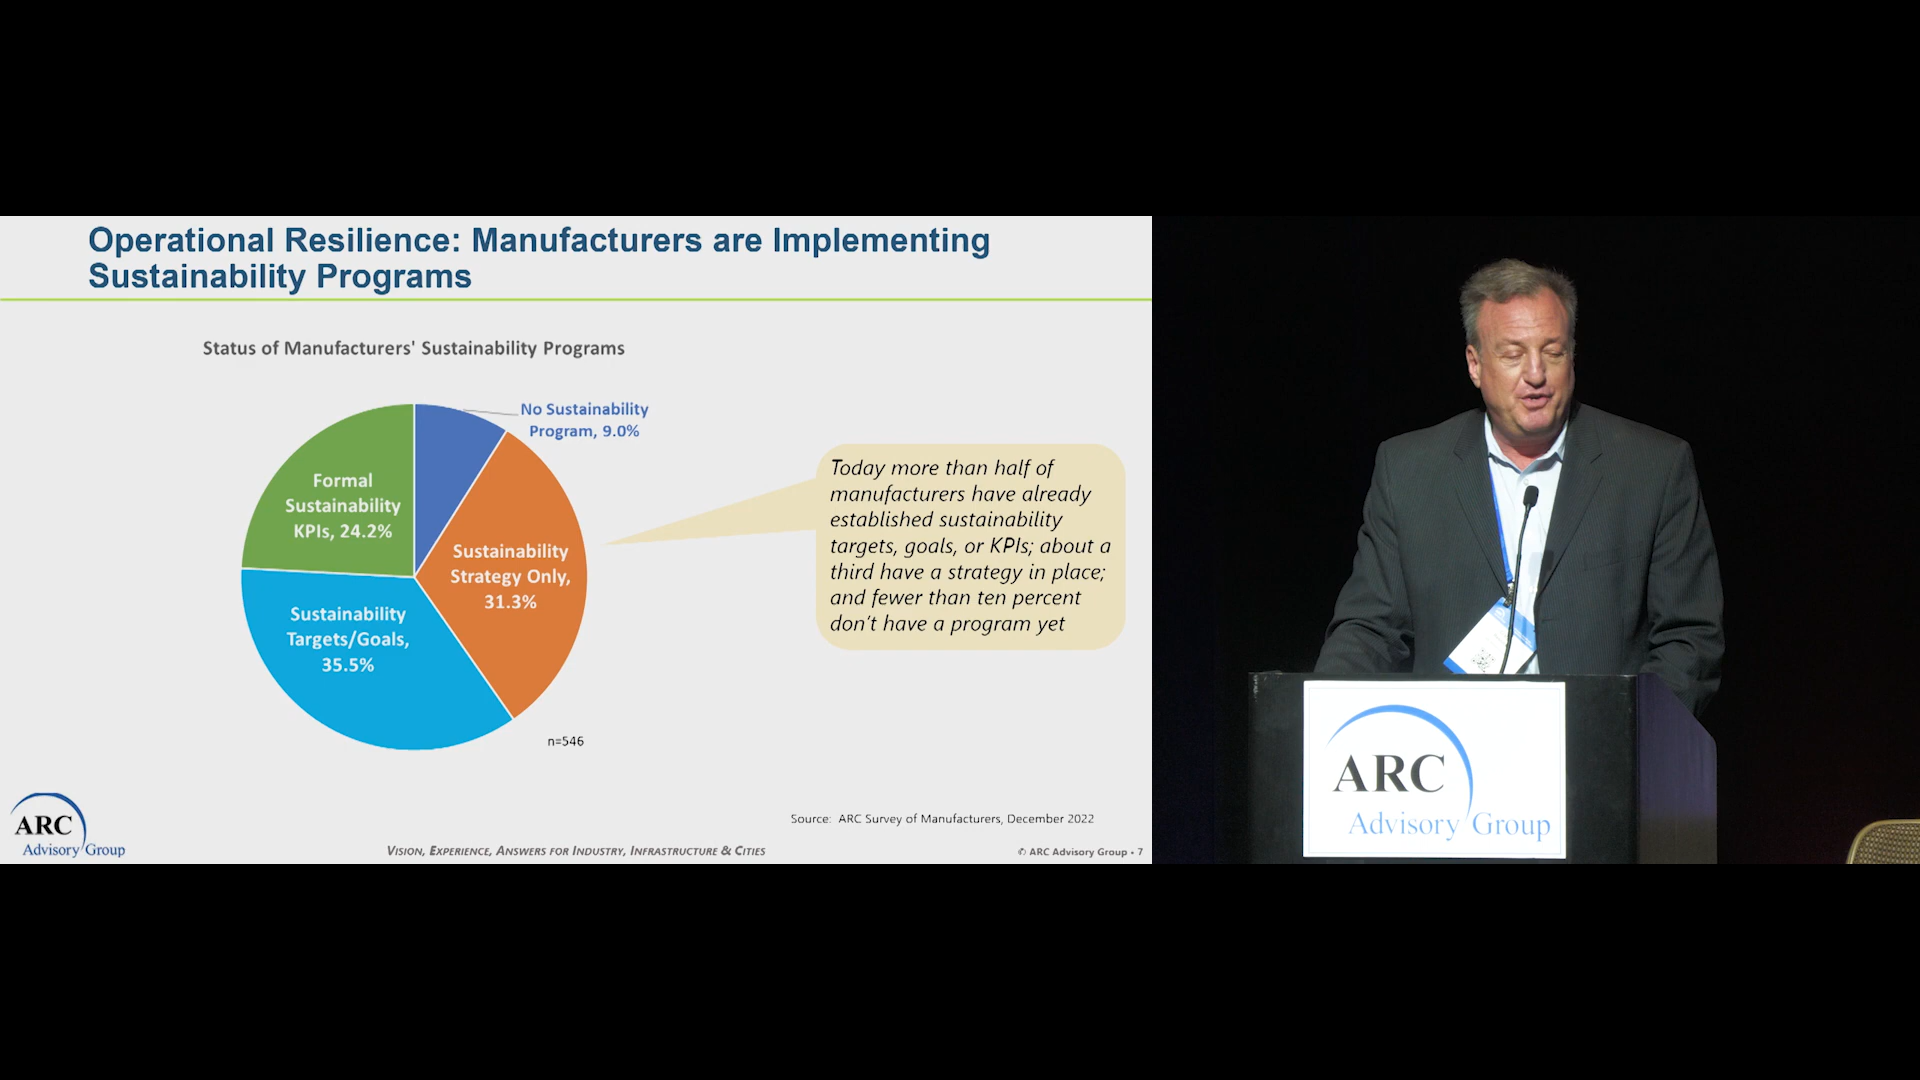 Operational Resilience: Manufacturers are Implementing
Sustainability Programs
Status of Manufacturers' Sustainability Programs
No Sustainability
Program, 9.0%
Formal
Sustainability
KPIs, 24.2%
Sustainability
Strategy Only,
31.3%
Sustainability
Targets/Goals,
35.5%
n=546
Today more than half of
manufacturers have already
established sustainability
targets, goals, or KPIs; about a
third have a strategy in place;
and fewer than ten percent
don't have a program yet
Source: ARC Survey of Manufacturers, December 2022
ARC
Advisory Group
VISION, EXPERIENCE, ANSWERS FOR INDUSTRY, INFRASTRUCTURE & CITIES
© ARC Advisory Group • 7
ARC
Advisory Group